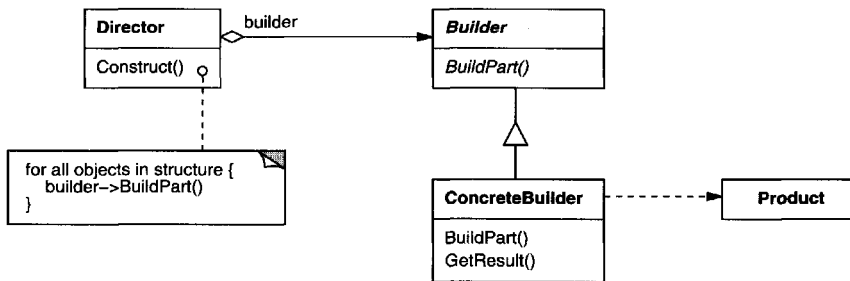 Director
builder
Builder
Construct()
BuildPart()
for all objects in structure {
builder->BuildPart()
}
ConcreteBuilder
Product
BuildPart()
GetResult()